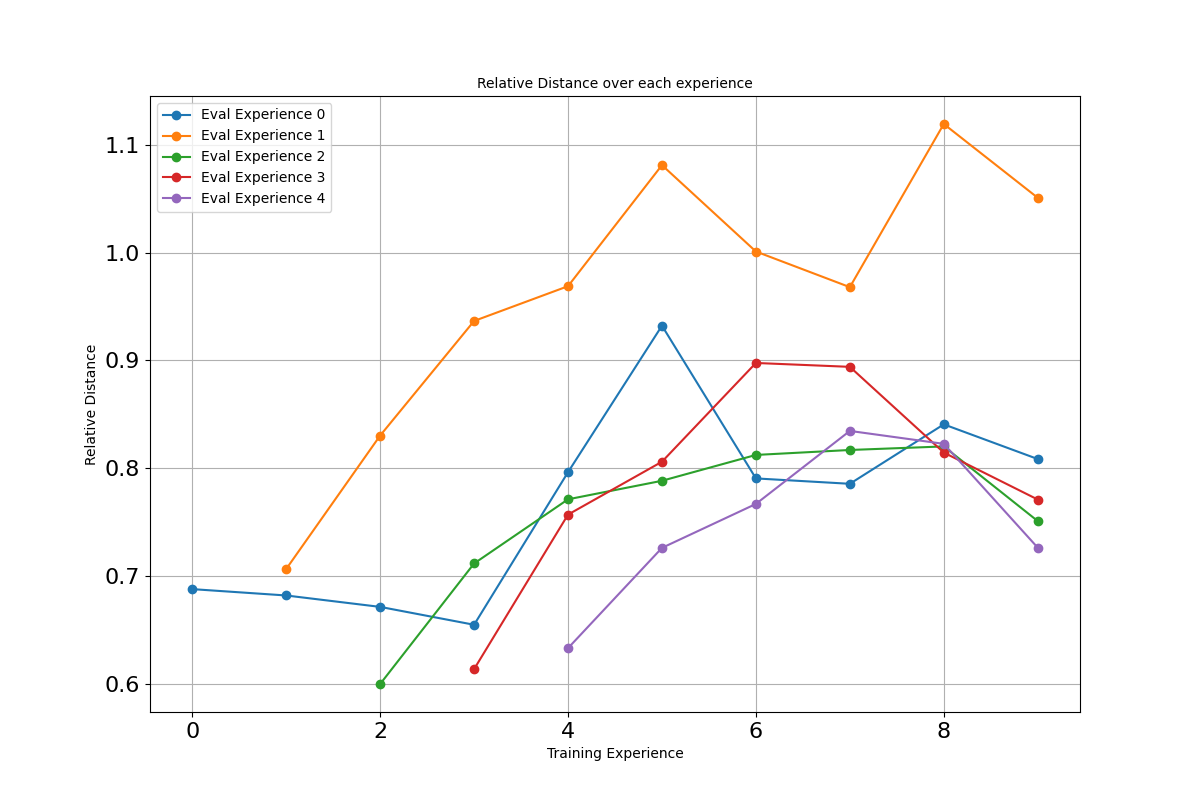 Relative Distance over each experience
Eval Experience 0
Eval Experience 1
Eval Experience 2
Eval Experience 3
Eval Experience 4
1.1
1.0
0.9
0.8
0.7
0.6
Relative Distance
0 2 4 6 8
Training Experience